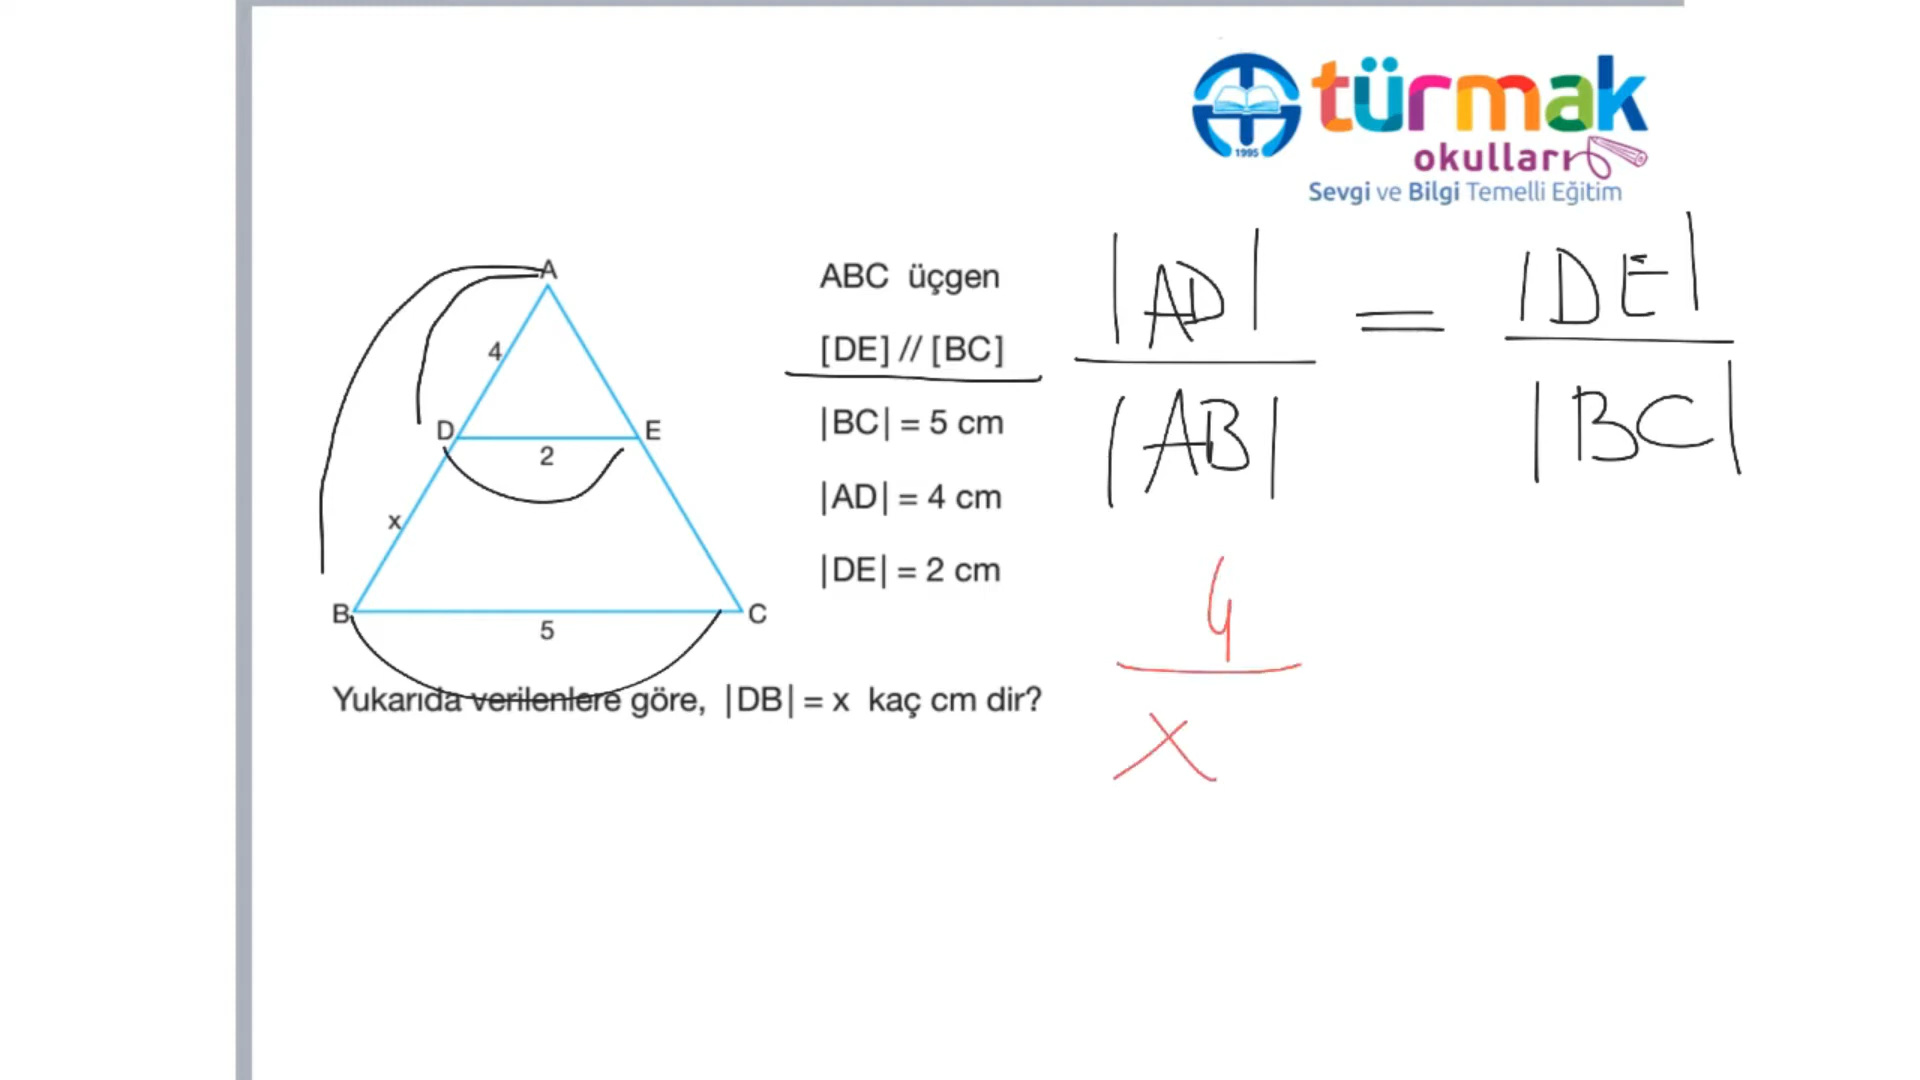 türmak
okulları
1995
Sevgi ve Bilgi Temelli Eğitim
A
4
D
E
2
x
B
C
5
ABC üçgen
[DE] // [BC]
|BC| = 5 cm
|AD| = 4 cm
|DE| = 2 cm
|AD| = |DE|
|AB| |BC|
4
x
Yukarıda verilenlere göre, |DB| = x kaç cm dir?